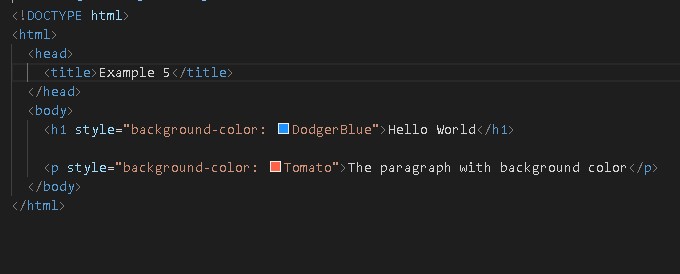 <!DOCTYPE html>
<html>
<head>
<title>Example 5</title>
</head>
<body>
<h1 style="background-color: DodgerBlue">Hello World</h1>
<p style="background-color: Tomato">The paragraph with background color</p>
</body>
</html>